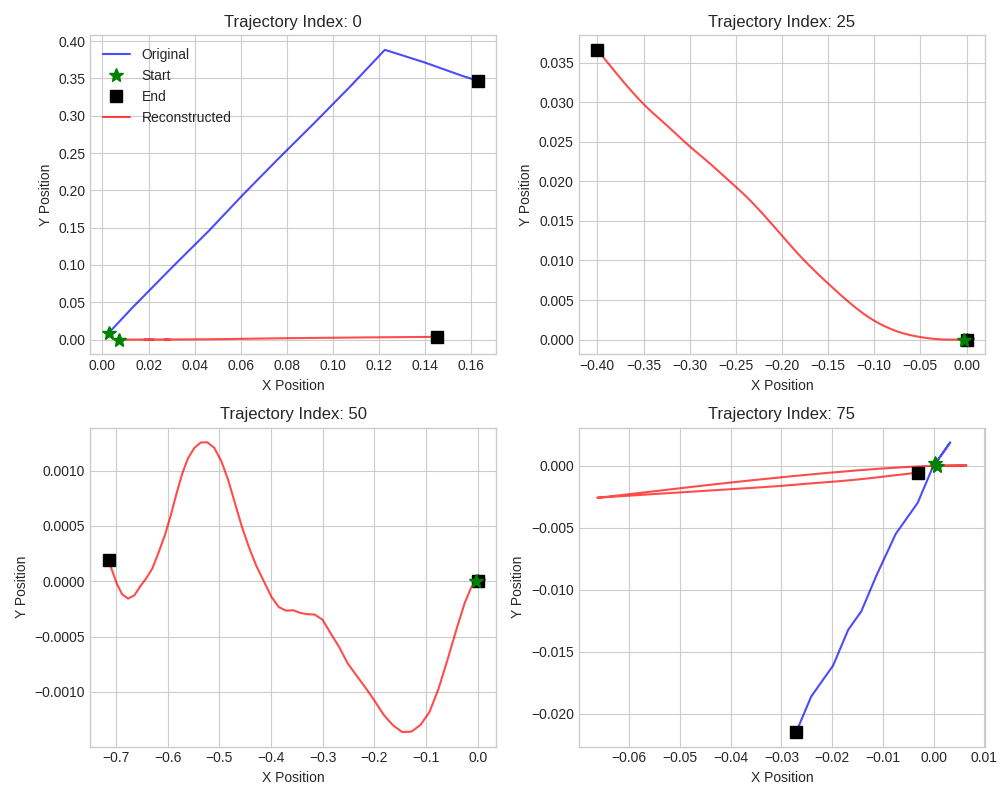 Trajectory Index: 0
Original
Start
End
Reconstructed
0.40
0.35
0.30
0.25
0.20
0.15
0.10
0.05
0.00
0.00 0.02 0.04 0.06 0.08 0.10 0.12 0.14 0.16
X Position
Y Position
Trajectory Index: 25
0.035
0.030
0.025
0.020
0.015
0.010
0.005
0.000
−0.40 −0.35 −0.30 −0.25 −0.20 −0.15 −0.10 −0.05 0.00
X Position
Y Position
Trajectory Index: 50
0.0010
0.0005
0.0000
−0.0005
−0.0010
−0.7 −0.6 −0.5 −0.4 −0.3 −0.2 −0.1 0.0
X Position
Y Position
Trajectory Index: 75
0.000
−0.005
−0.010
−0.015
−0.020
−0.06 −0.05 −0.04 −0.03 −0.02 −0.01 0.00 0.01
X Position
Y Position